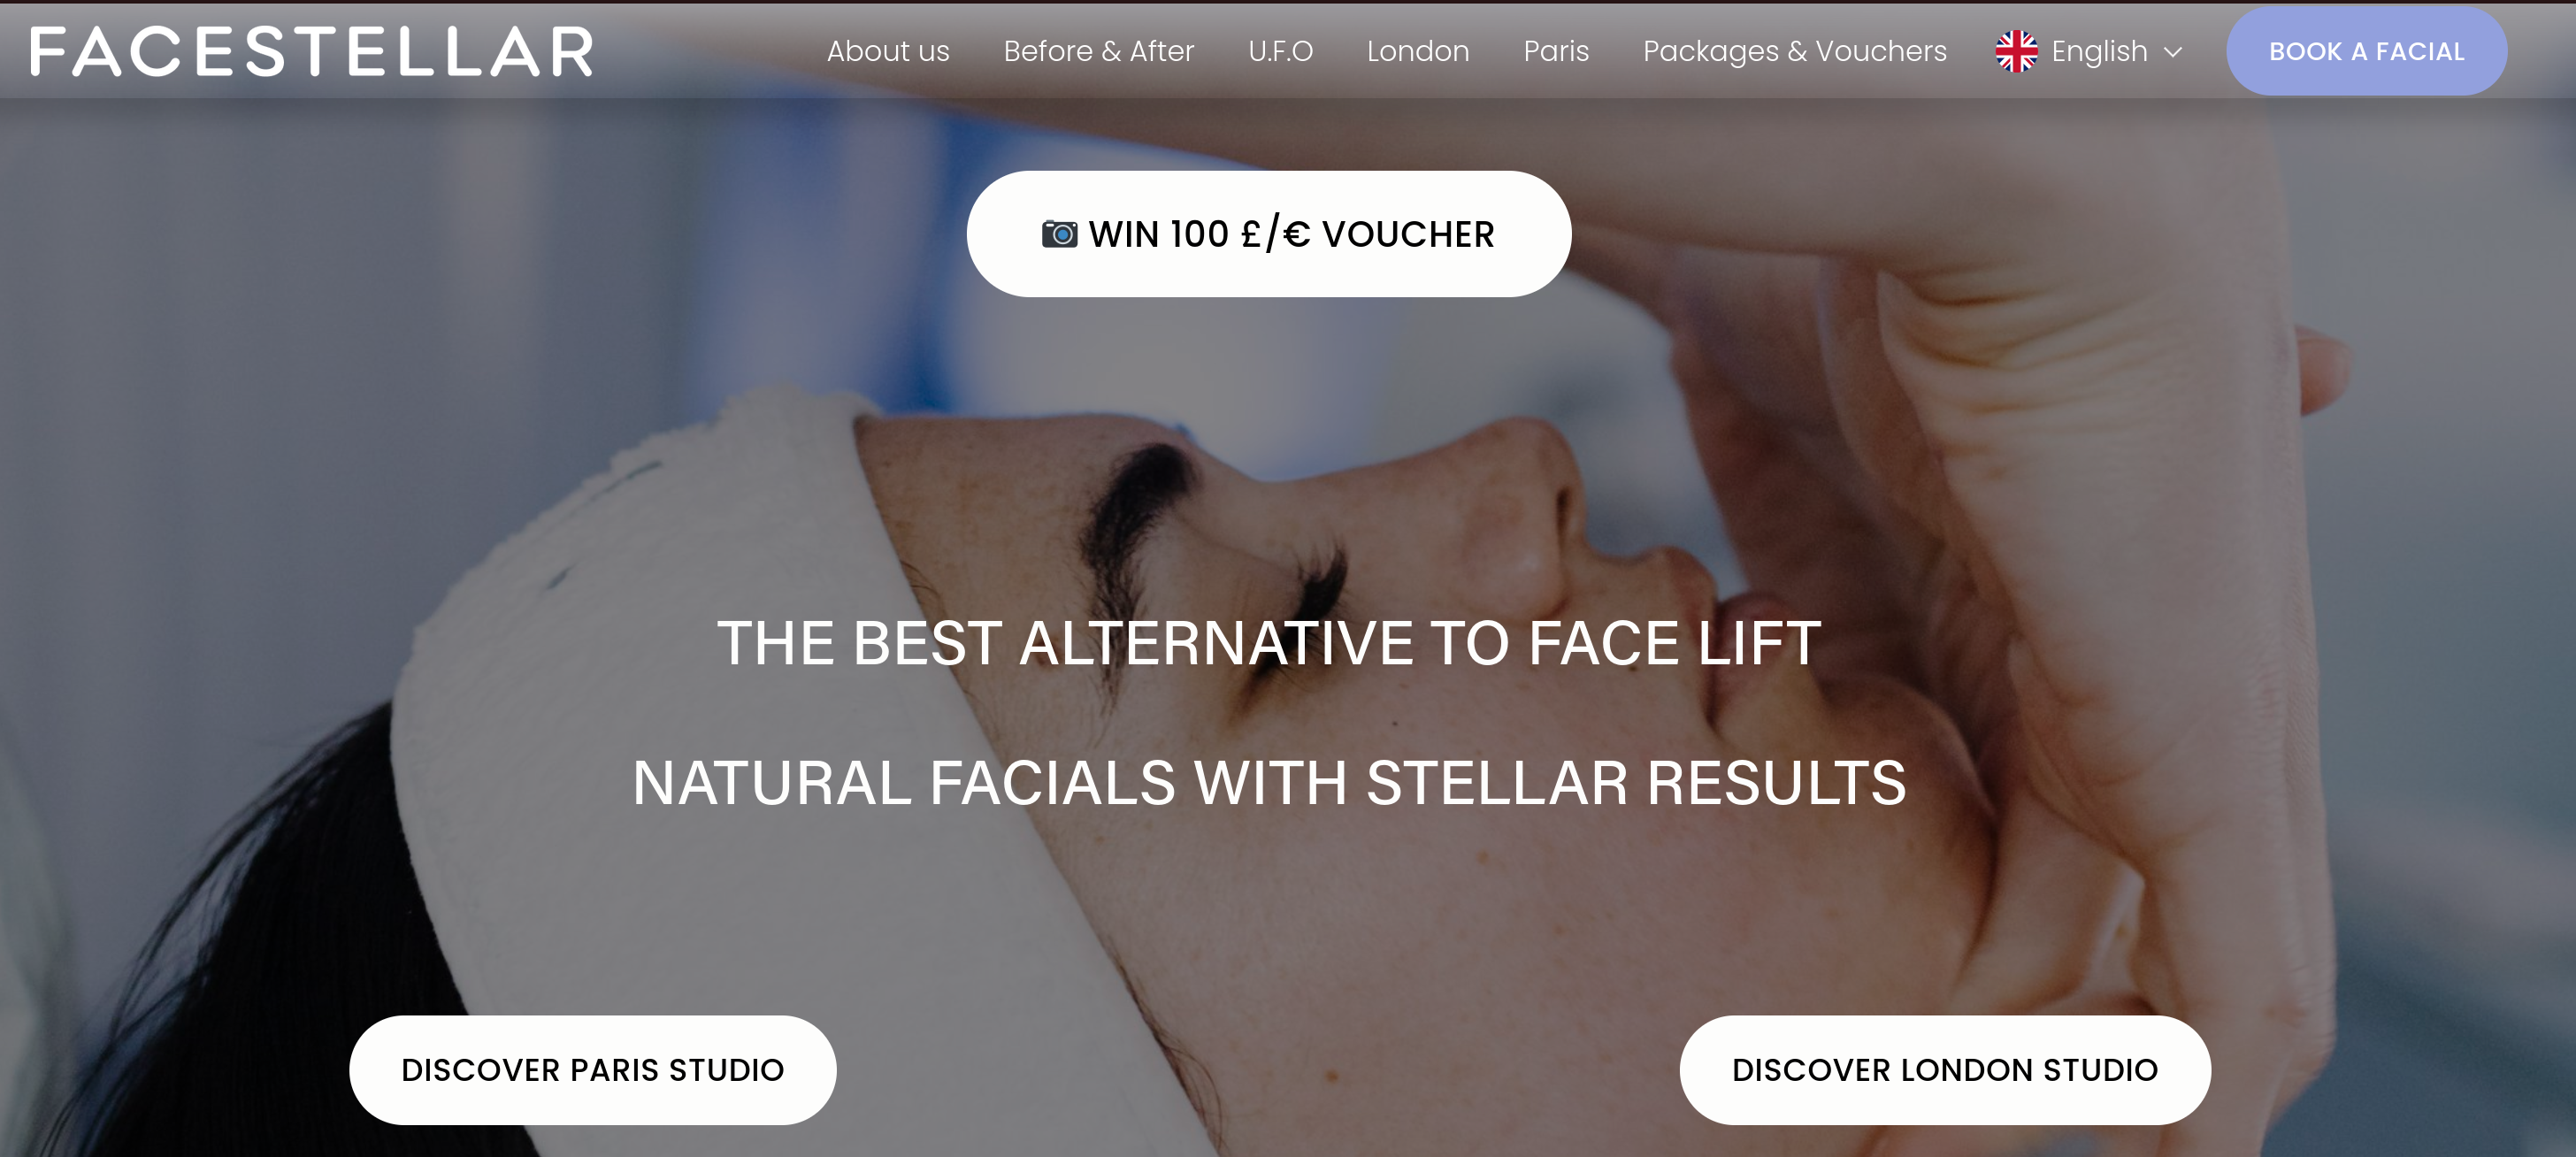 FACESTELLAR
About us
Before & After
U.F.O
London
Paris
Packages & Vouchers
English
BOOK A FACIAL
WIN 100 £/€ VOUCHER
THE BEST ALTERNATIVE TO FACE LIFT
NATURAL FACIALS WITH STELLAR RESULTS
DISCOVER PARIS STUDIO
DISCOVER LONDON STUDIO